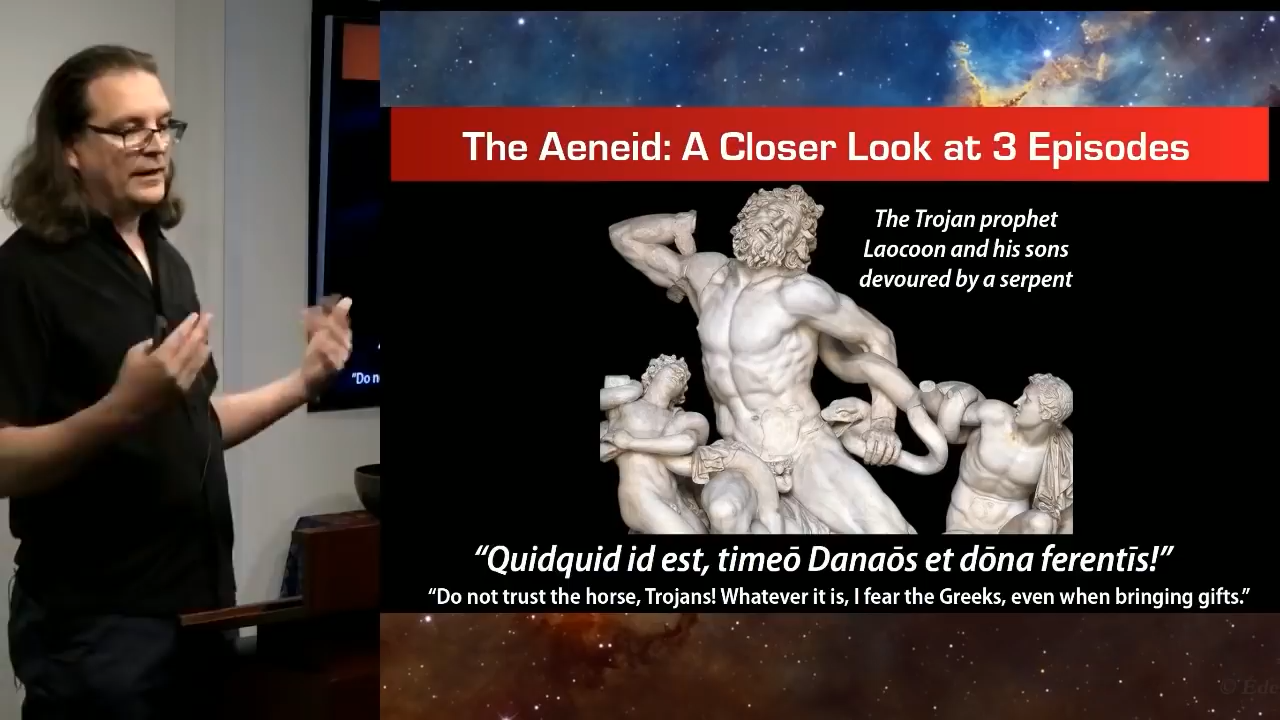 The Aeneid: A Closer Look at 3 Episodes
The Trojan prophet
Laocoon and his sons
devoured by a serpent
“Quidquid id est, timeō Danaōs et dōna ferentīs!”
“Do not trust the horse, Trojans! Whatever it is, I fear the Greeks, even when bringing gifts.”
“Do n